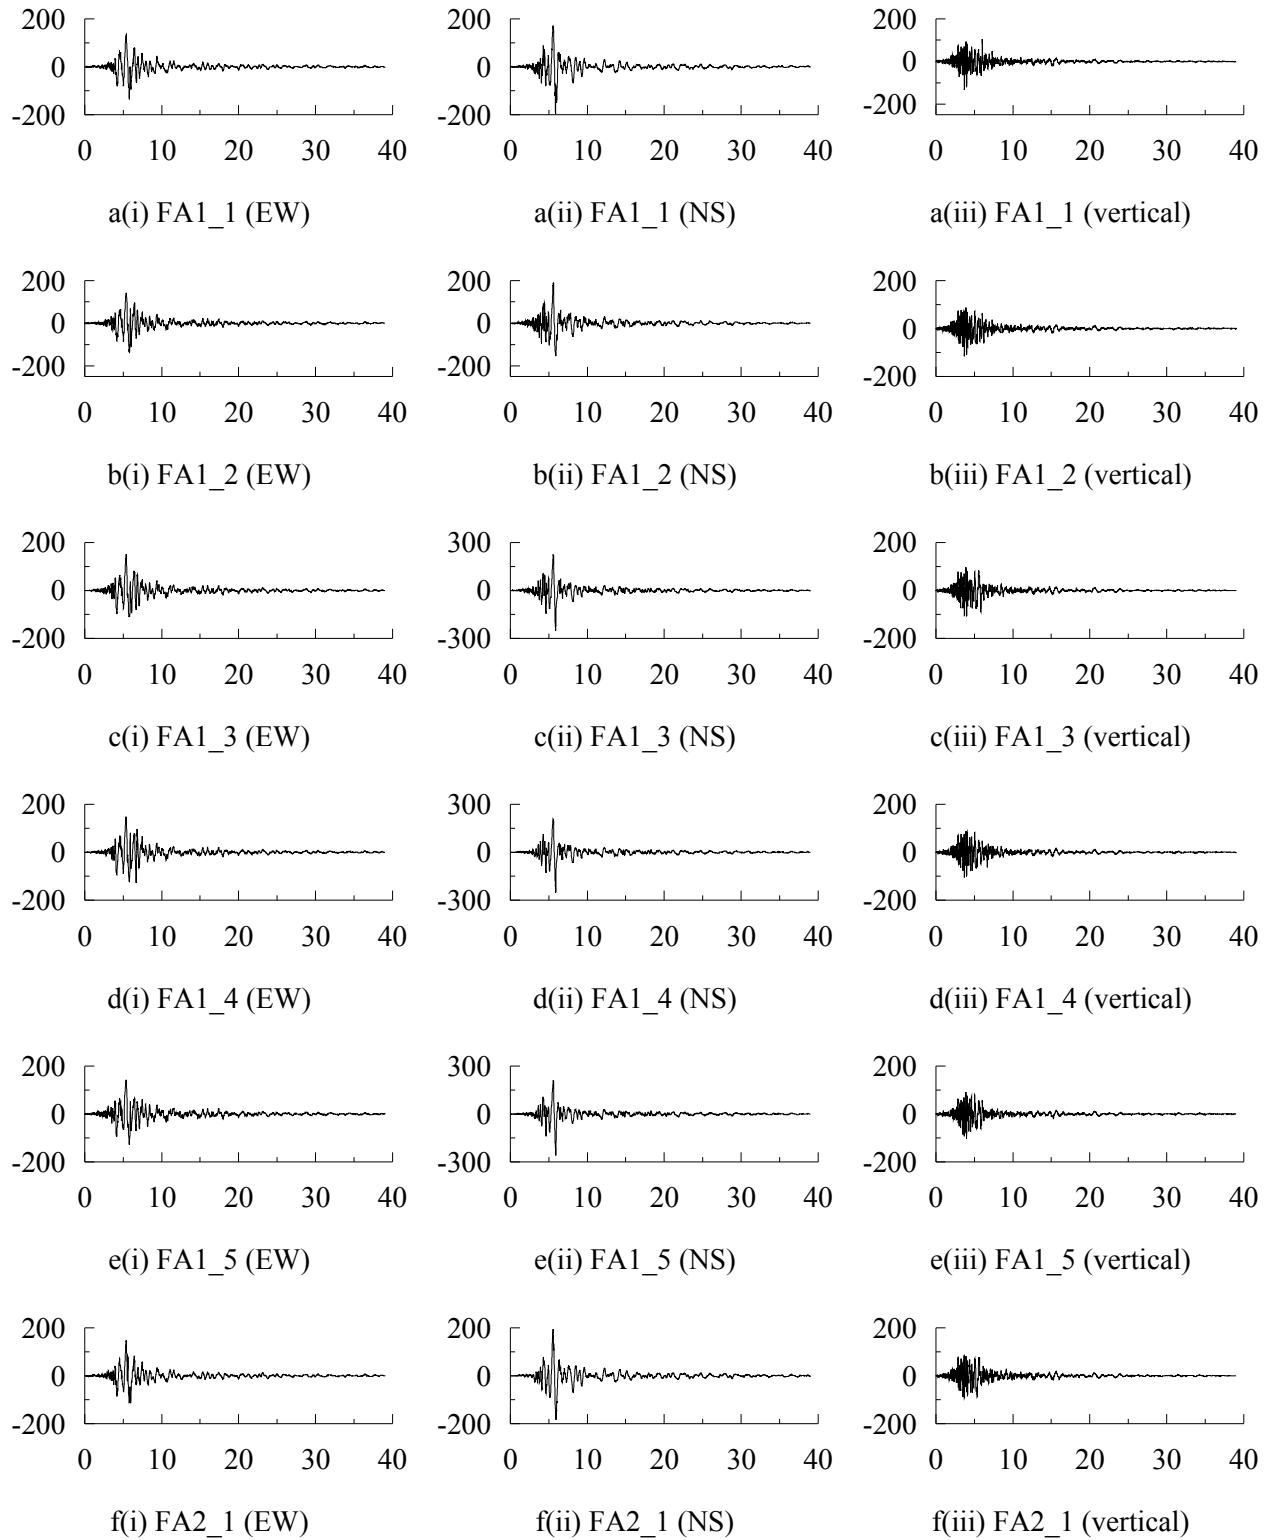 200 200 200
0 0 0
-200 -200 -200
0 10 20 30 40 0 10 20 30 40 0 10 20 30 40
a(i) FA1_1 (EW) a(ii) FA1_1 (NS) a(iii) FA1_1 (vertical)
200 200 200
0 0 0
-200 -200 -200
0 10 20 30 40 0 10 20 30 40 0 10 20 30 40
b(i) FA1_2 (EW) b(ii) FA1_2 (NS) b(iii) FA1_2 (vertical)
200 300 200
0 0 0
-200 -300 -200
0 10 20 30 40 0 10 20 30 40 0 10 20 30 40
c(i) FA1_3 (EW) c(ii) FA1_3 (NS) c(iii) FA1_3 (vertical)
200 300 200
0 0 0
-200 -300 -200
0 10 20 30 40 0 10 20 30 40 0 10 20 30 40
d(i) FA1_4 (EW) d(ii) FA1_4 (NS) d(iii) FA1_4 (vertical)
200 300 200
0 0 0
-200 -300 -200
0 10 20 30 40 0 10 20 30 40 0 10 20 30 40
e(i) FA1_5 (EW) e(ii) FA1_5 (NS) e(iii) FA1_5 (vertical)
200 200 200
0 0 0
-200 -200 -200
0 10 20 30 40 0 10 20 30 40 0 10 20 30 40
f(i) FA2_1 (EW) f(ii) FA2_1 (NS) f(iii) FA2_1 (vertical)